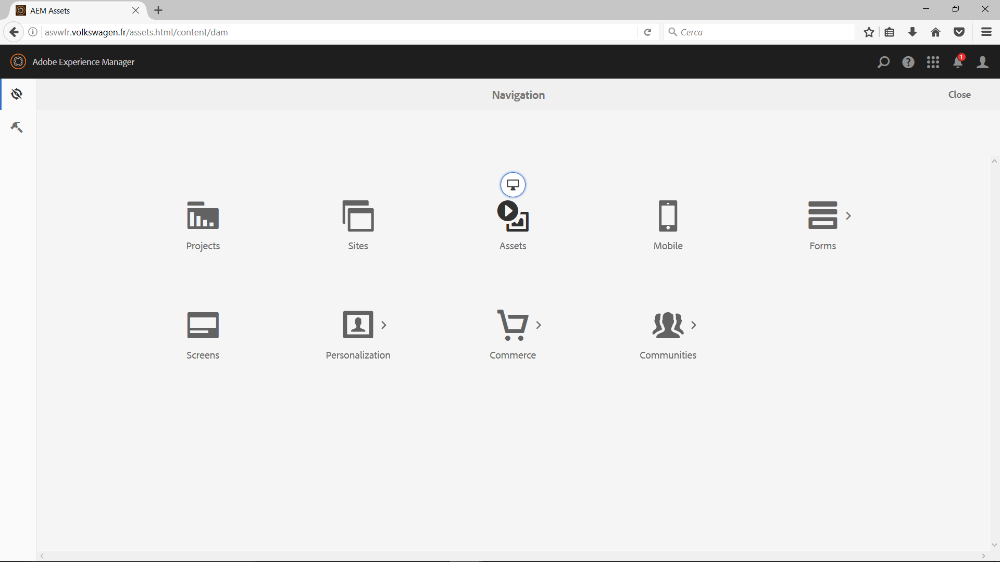 AEM Assets
asvwfr.volkswagen.fr/assets.html/content/dam
Cerca
Adobe Experience Manager
1
Navigation
Close
Projects
Sites
Assets
Mobile
Forms
Screens
Personalization
Commerce
Communities